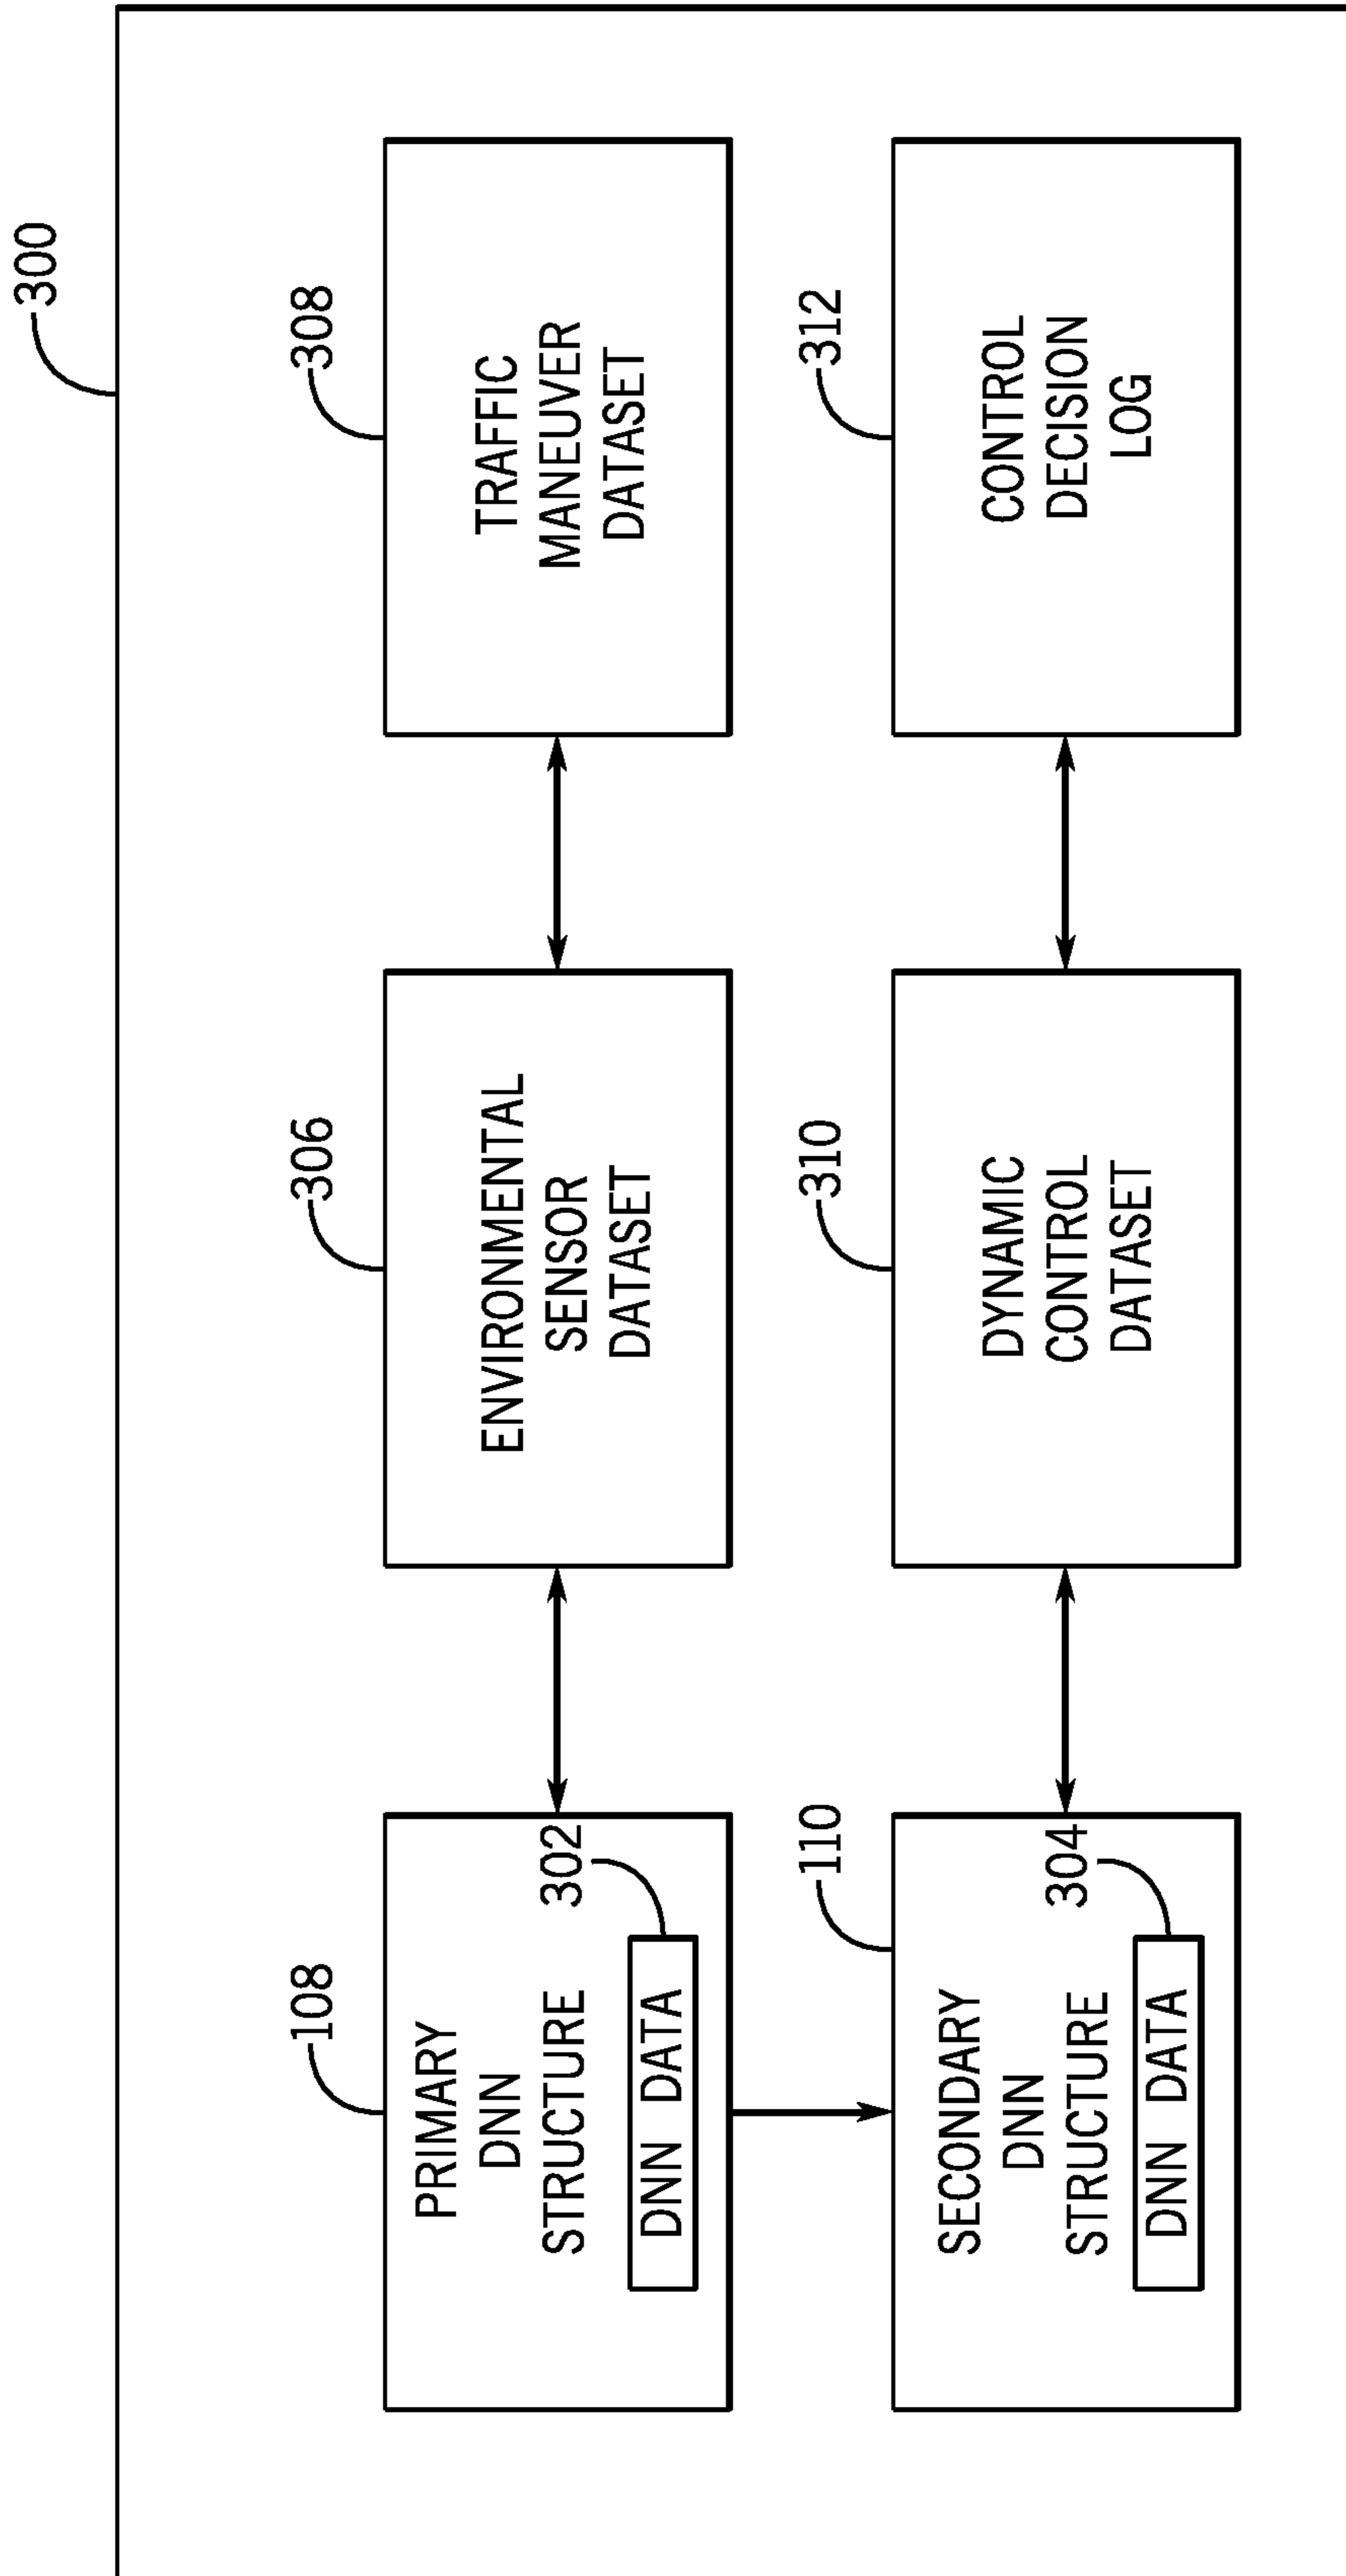 300
108
PRIMARY
DNN
STRUCTURE
302
DNN DATA
306
ENVIRONMENTAL
SENSOR
DATASET
308
TRAFFIC
MANEUVER
DATASET
110
SECONDARY
DNN
STRUCTURE
304
DNN DATA
310
DYNAMIC
CONTROL
DATASET
312
CONTROL
DECISION
LOG